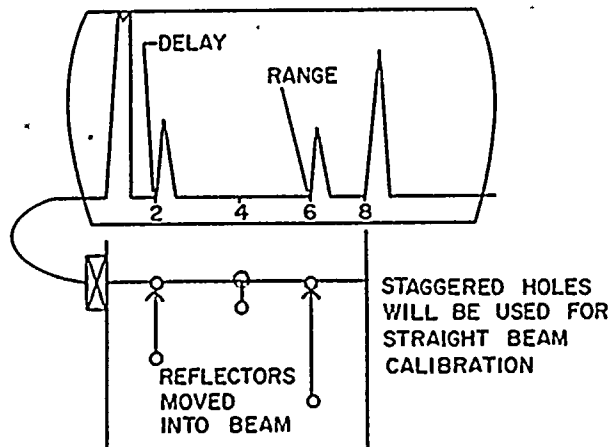 DELAY
RANGE
2 4 6 8
STAGGERED HOLES
WILL BE USED FOR
STRAIGHT BEAM
CALIBRATION
REFLECTORS
MOVED
INTO BEAM